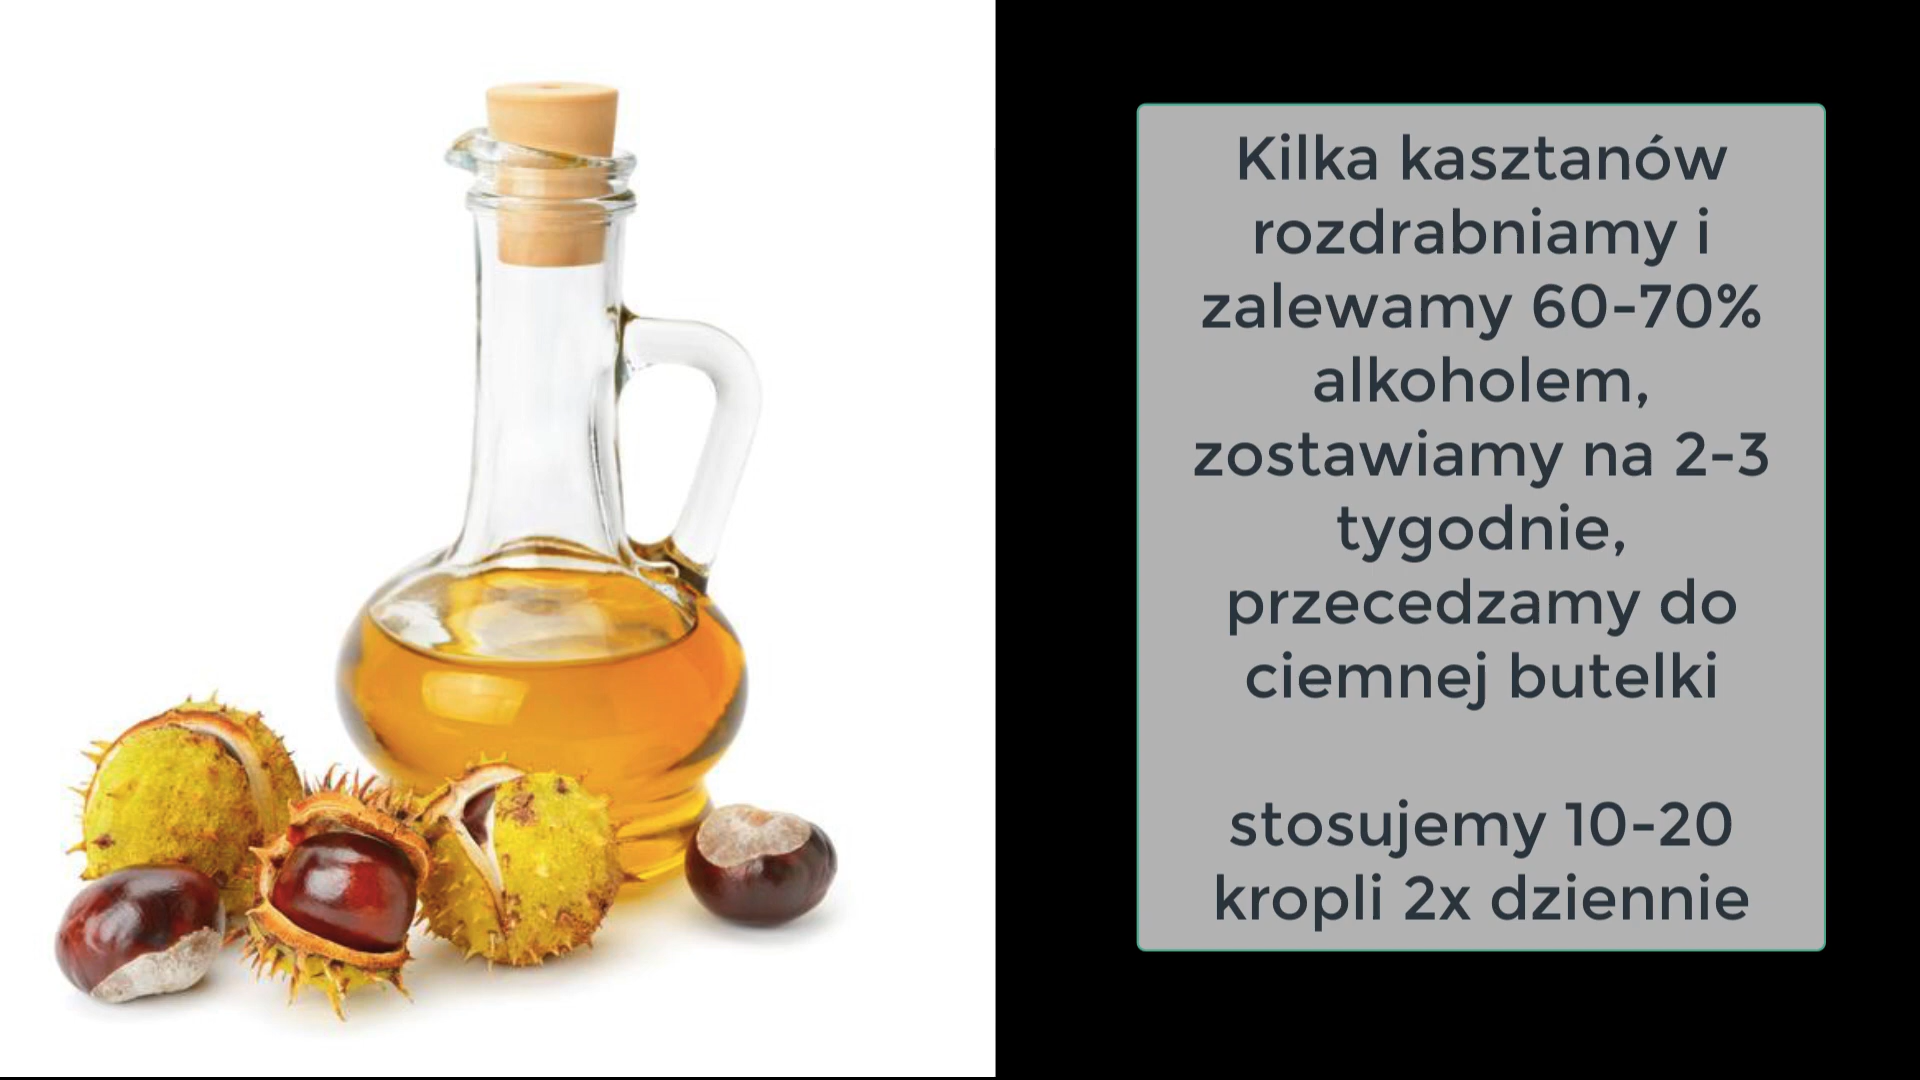 Kilka kasztanów
rozdrabniamy i
zalewamy 60-70%
alkoholem,
zostawiamy na 2-3
tygodnie,
przecedzamy do
ciemnej butelki
stosujemy 10-20
kropli 2x dziennie